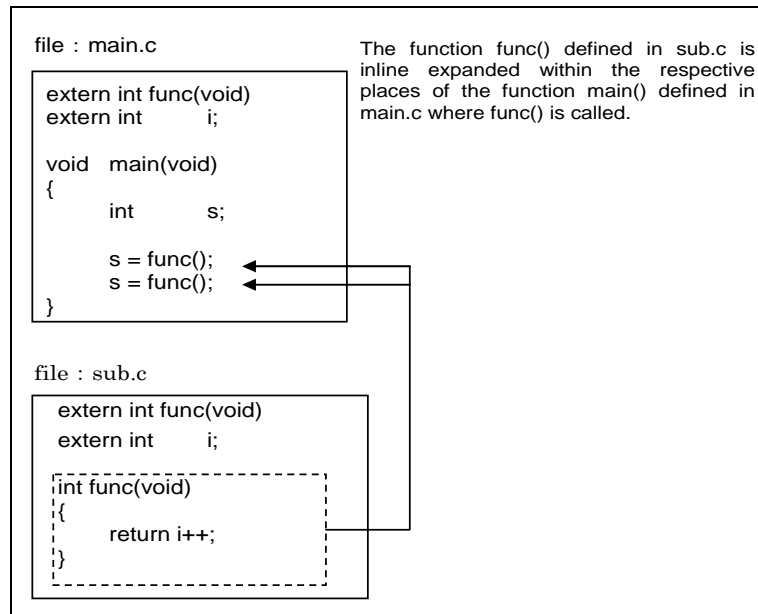 file : main.c
The function func() defined in sub.c is
inline expanded within the respective
places of the function main() defined in
main.c where func() is called.
extern int func(void)
extern int i;
void main(void)
{
int s;
s = func();
s = func();
}
file : sub.c
extern int func(void)
extern int i;
int func(void)
{
return i++;
}